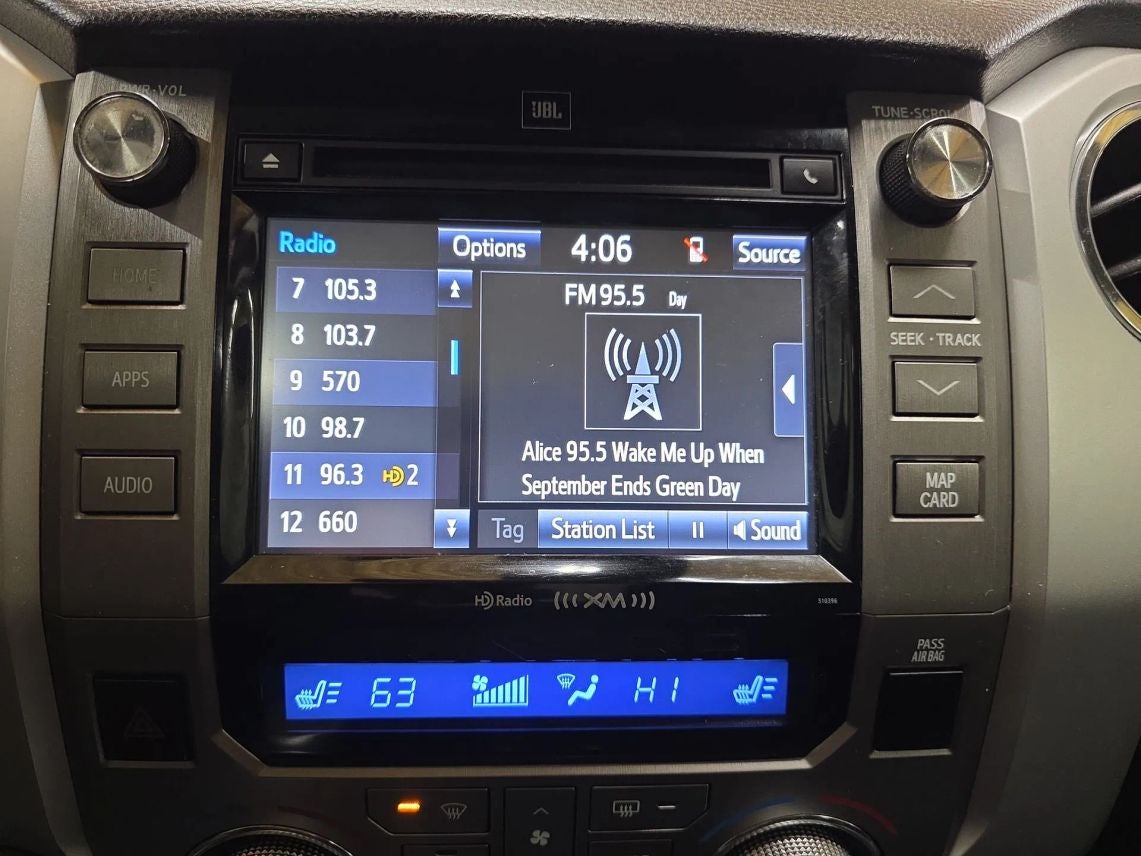 PWR·VOL
JBL
TUNE·SCROLL
HOME
APPS
AUDIO
Radio
Options
4:06
Source
7 105.3
8 103.7
9 570
10 98.7
11 96.3 HD 2
12 660
FM 95.5 Day
Alice 95.5 Wake Me Up When
September Ends Green Day
Tag
Station List
Sound
SEEK·TRACK
MAP
CARD
HD Radio
XM
510396
PASS
AIR BAG
63
HI